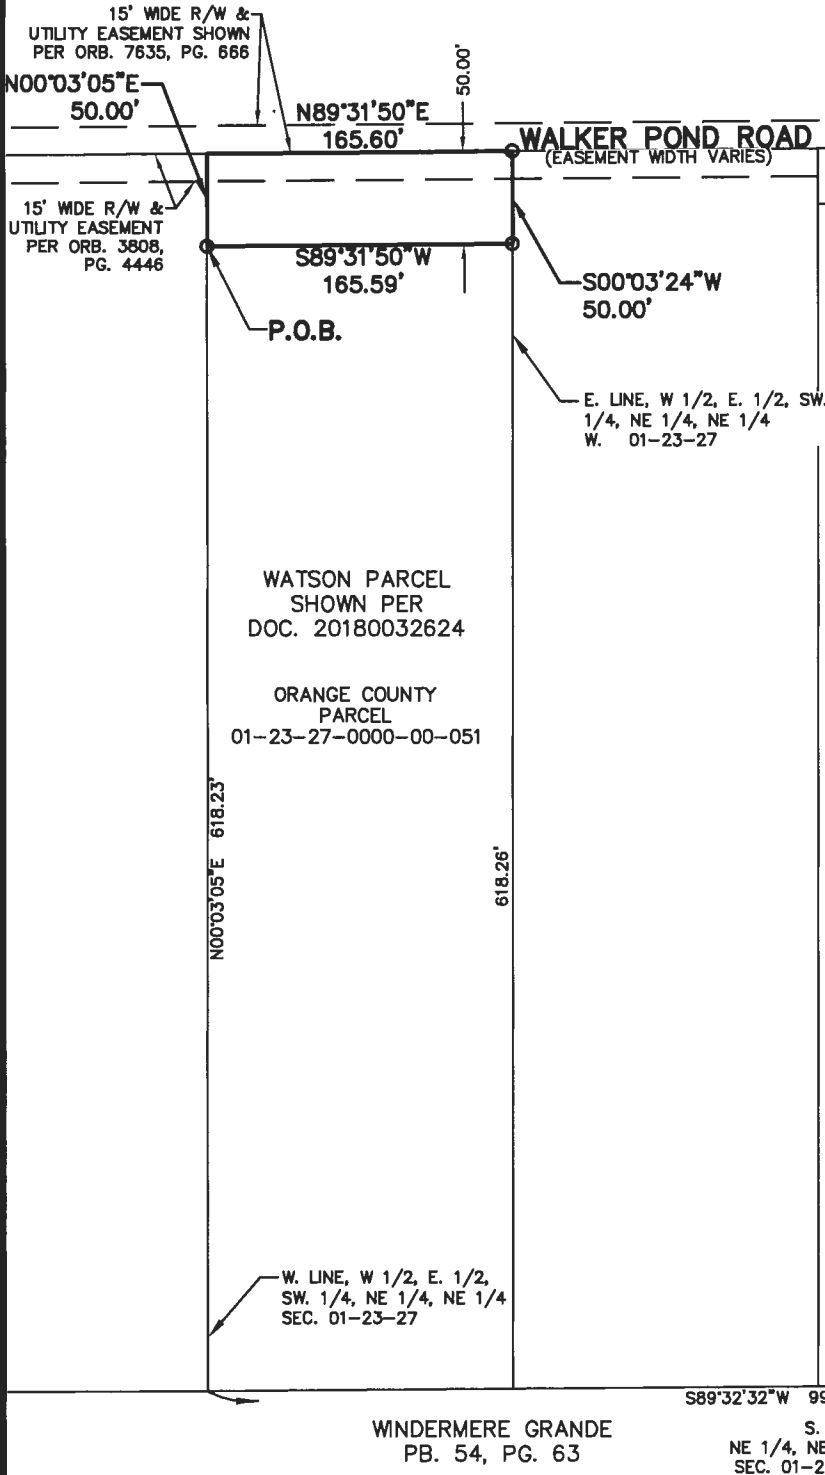 15' WIDE R/W &
UTILITY EASEMENT SHOWN
PER ORB. 7635, PG. 666
N00°03'05"E
50.00'
50.00'
N89°31'50"E
165.60'
WALKER POND ROAD
(EASEMENT WIDTH VARIES)
15' WIDE R/W &
UTILITY EASEMENT
PER ORB. 3808,
PG. 4446
S89°31'50"W
165.59'
S00°03'24"W
50.00'
P.O.B.
E. LINE, W 1/2, E. 1/2, SW.
1/4, NE 1/4, NE 1/4
W. 01-23-27
WATSON PARCEL
SHOWN PER
DOC. 20180032624
ORANGE COUNTY
PARCEL
01-23-27-0000-00-051
N00°03'05"E 618.23'
618.26'
W. LINE, W 1/2, E. 1/2,
SW. 1/4, NE 1/4, NE 1/4
SEC. 01-23-27
S89°32'32"W 99
WINDERMERE GRANDE
PB. 54, PG. 63
S.
NE 1/4, NE
SEC. 01-2